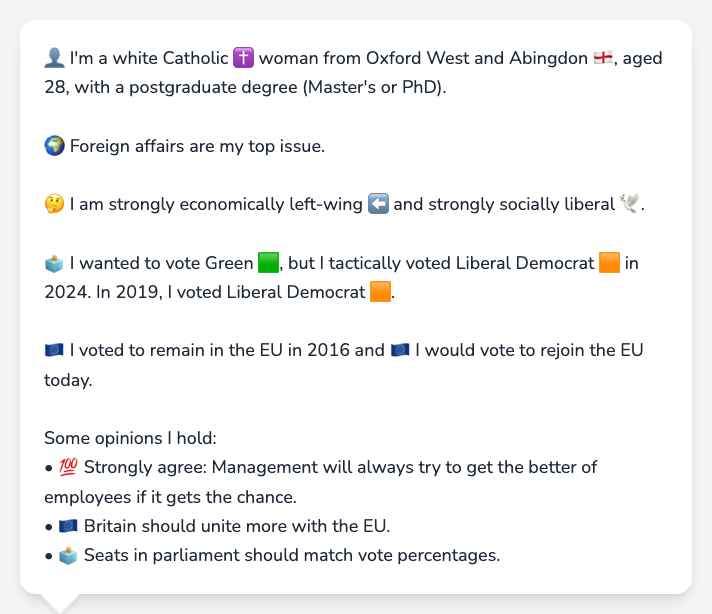 👤 I'm a white Catholic ✝️ woman from Oxford West and Abingdon 🏴󠁧󠁢󠁥󠁮󠁧󠁿, aged
28, with a postgraduate degree (Master's or PhD).
🌍 Foreign affairs are my top issue.
🤔 I am strongly economically left-wing ⬅️ and strongly socially liberal 🕊️.
🗳️ I wanted to vote Green 🟩, but I tactically voted Liberal Democrat 🟧 in
2024. In 2019, I voted Liberal Democrat 🟧.
🇪🇺 I voted to remain in the EU in 2016 and 🇪🇺 I would vote to rejoin the EU
today.
Some opinions I hold:
• 💯 Strongly agree: Management will always try to get the better of
employees if it gets the chance.
• 🇪🇺 Britain should unite more with the EU.
• 🗳️ Seats in parliament should match vote percentages.